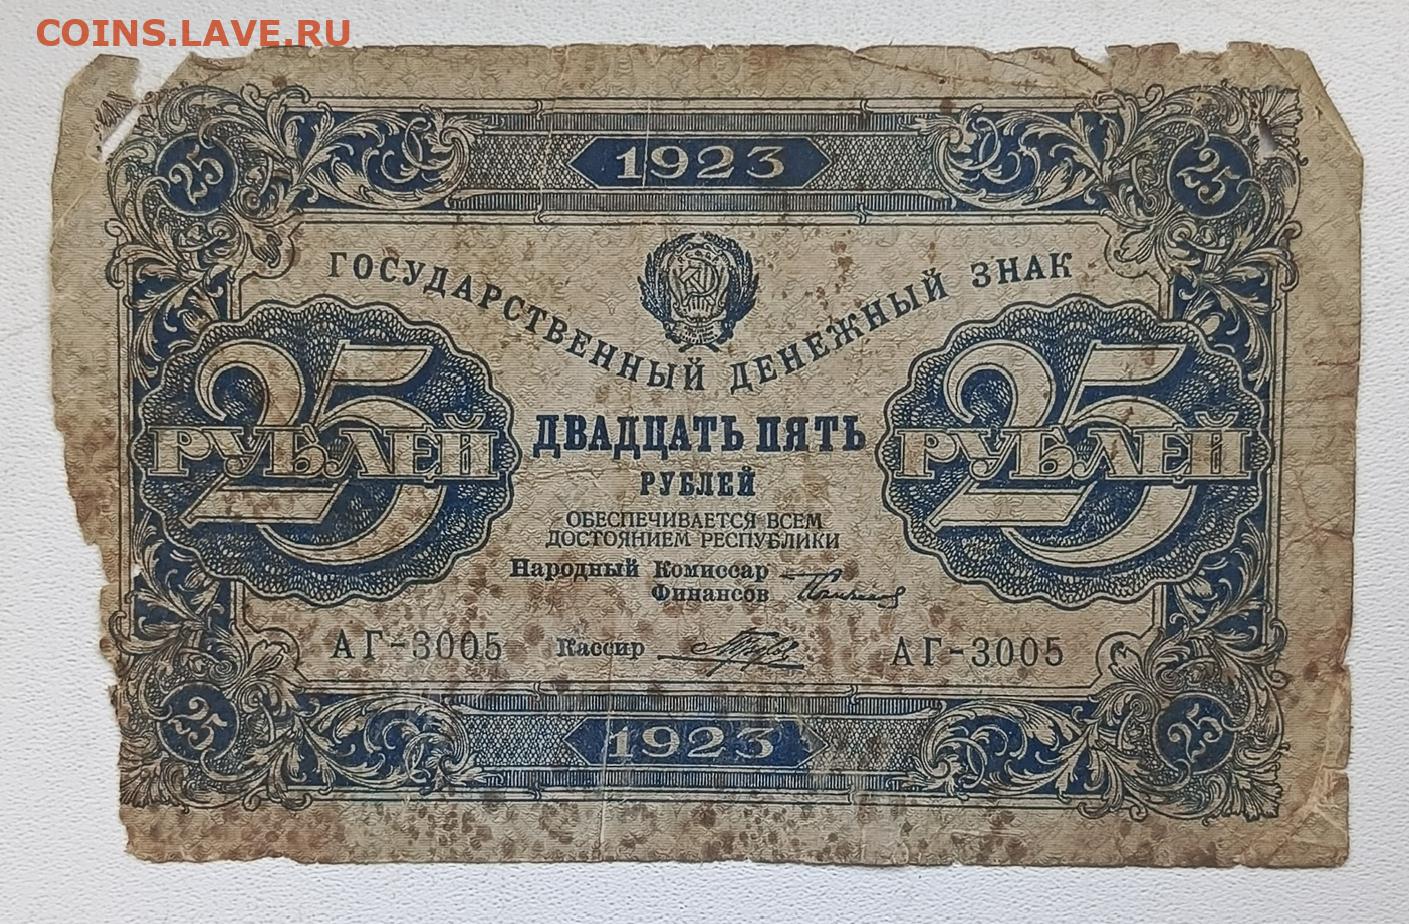 COINS.LAVE.RU
25 1923 25
ГОСУДАРСТВЕННЫЙ ДЕНЕЖНЫЙ ЗНАК
25 РУБЛЕЙ
ДВАДЦАТЬ ПЯТЬ
РУБЛЕЙ
25 РУБЛЕЙ
ОБЕСПЕЧИВАЕТСЯ ВСЕМ
ДОСТОЯНИЕМ РЕСПУБЛИКИ
Народный Комиссар
Финансов
АГ-3005 Кассир АГ-3005
25 1923 25